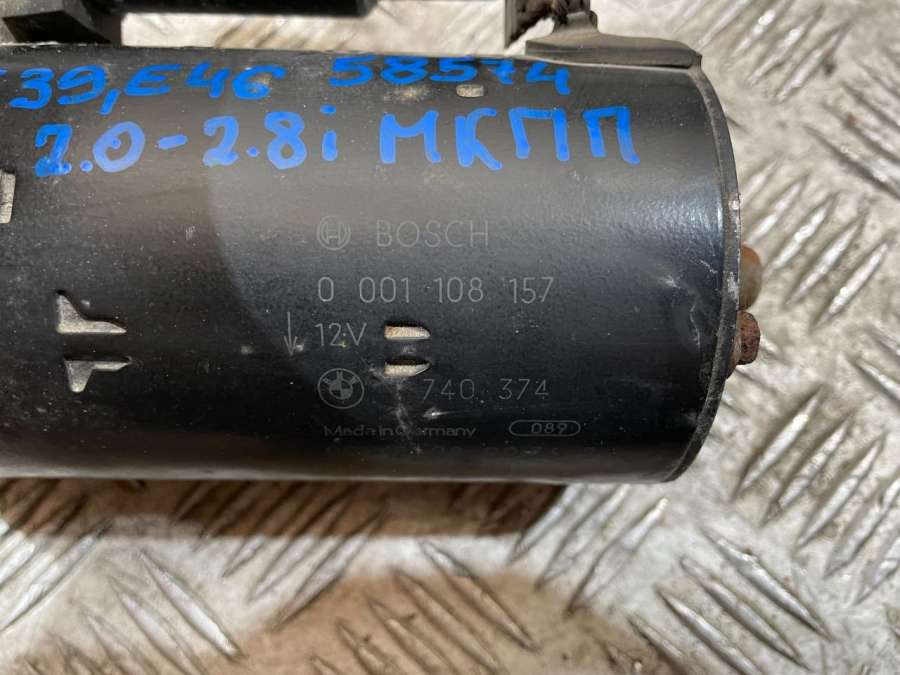 E39, E46 58574
2.0-2.8i МКПП
BOSCH
0 001 108 157
12V
740 374
Made in Germany 089